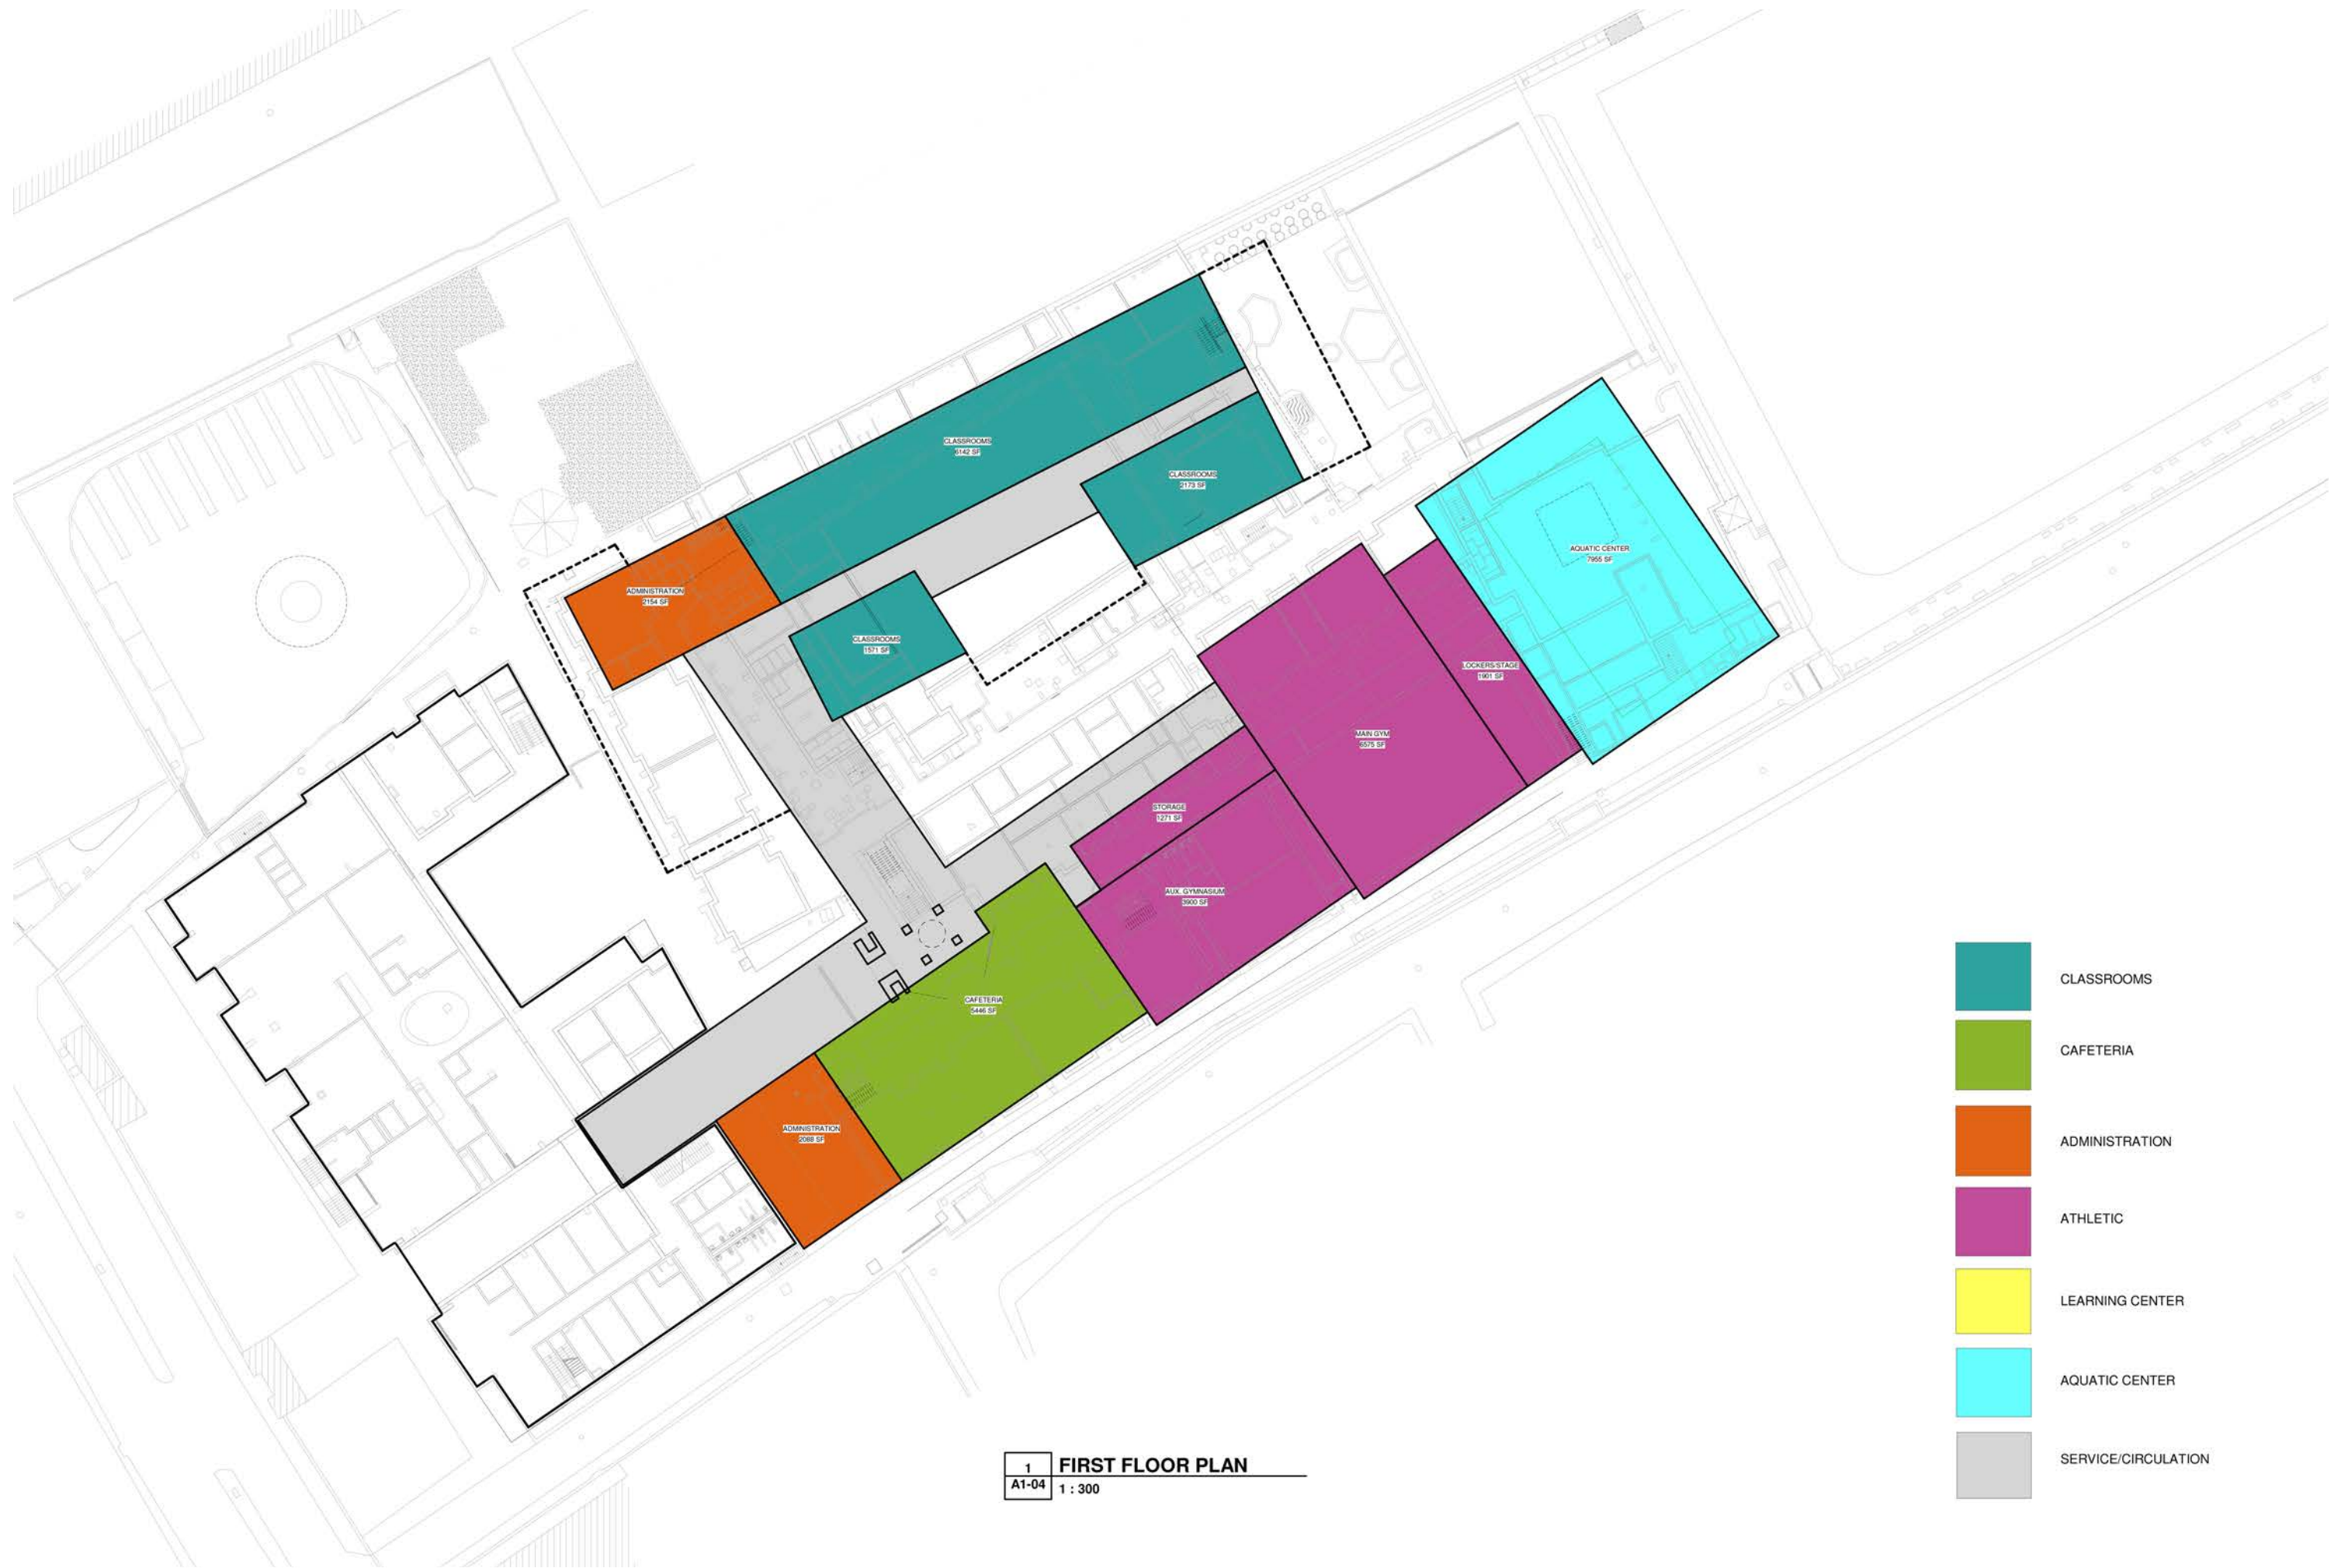 CLASSROOMS
6142 SF
CLASSROOMS
2173 SF
AQUATIC CENTER
7955 SF
ADMINISTRATION
2154 SF
CLASSROOMS
1571 SF
LOCKERS/STAGE
1901 SF
MAIN GYM
6575 SF
STORAGE
1271 SF
AUX. GYMNASIUM
3900 SF
CAFETERIA
5446 SF
ADMINISTRATION
2088 SF
CLASSROOMS
CAFETERIA
ADMINISTRATION
ATHLETIC
LEARNING CENTER
AQUATIC CENTER
SERVICE/CIRCULATION
1 FIRST FLOOR PLAN
A1-04 1 : 300